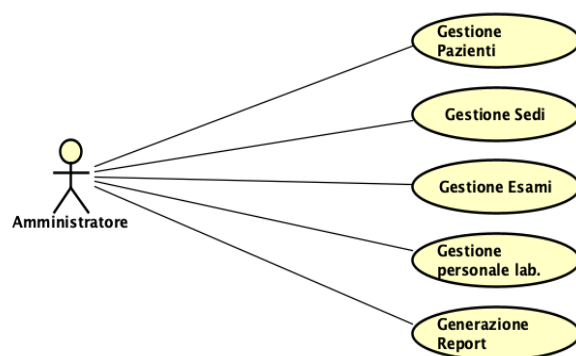 Gestione
Pazienti
Gestione Sedi
Gestione Esami
Amministratore
Gestione
personale lab.
Generazione
Report